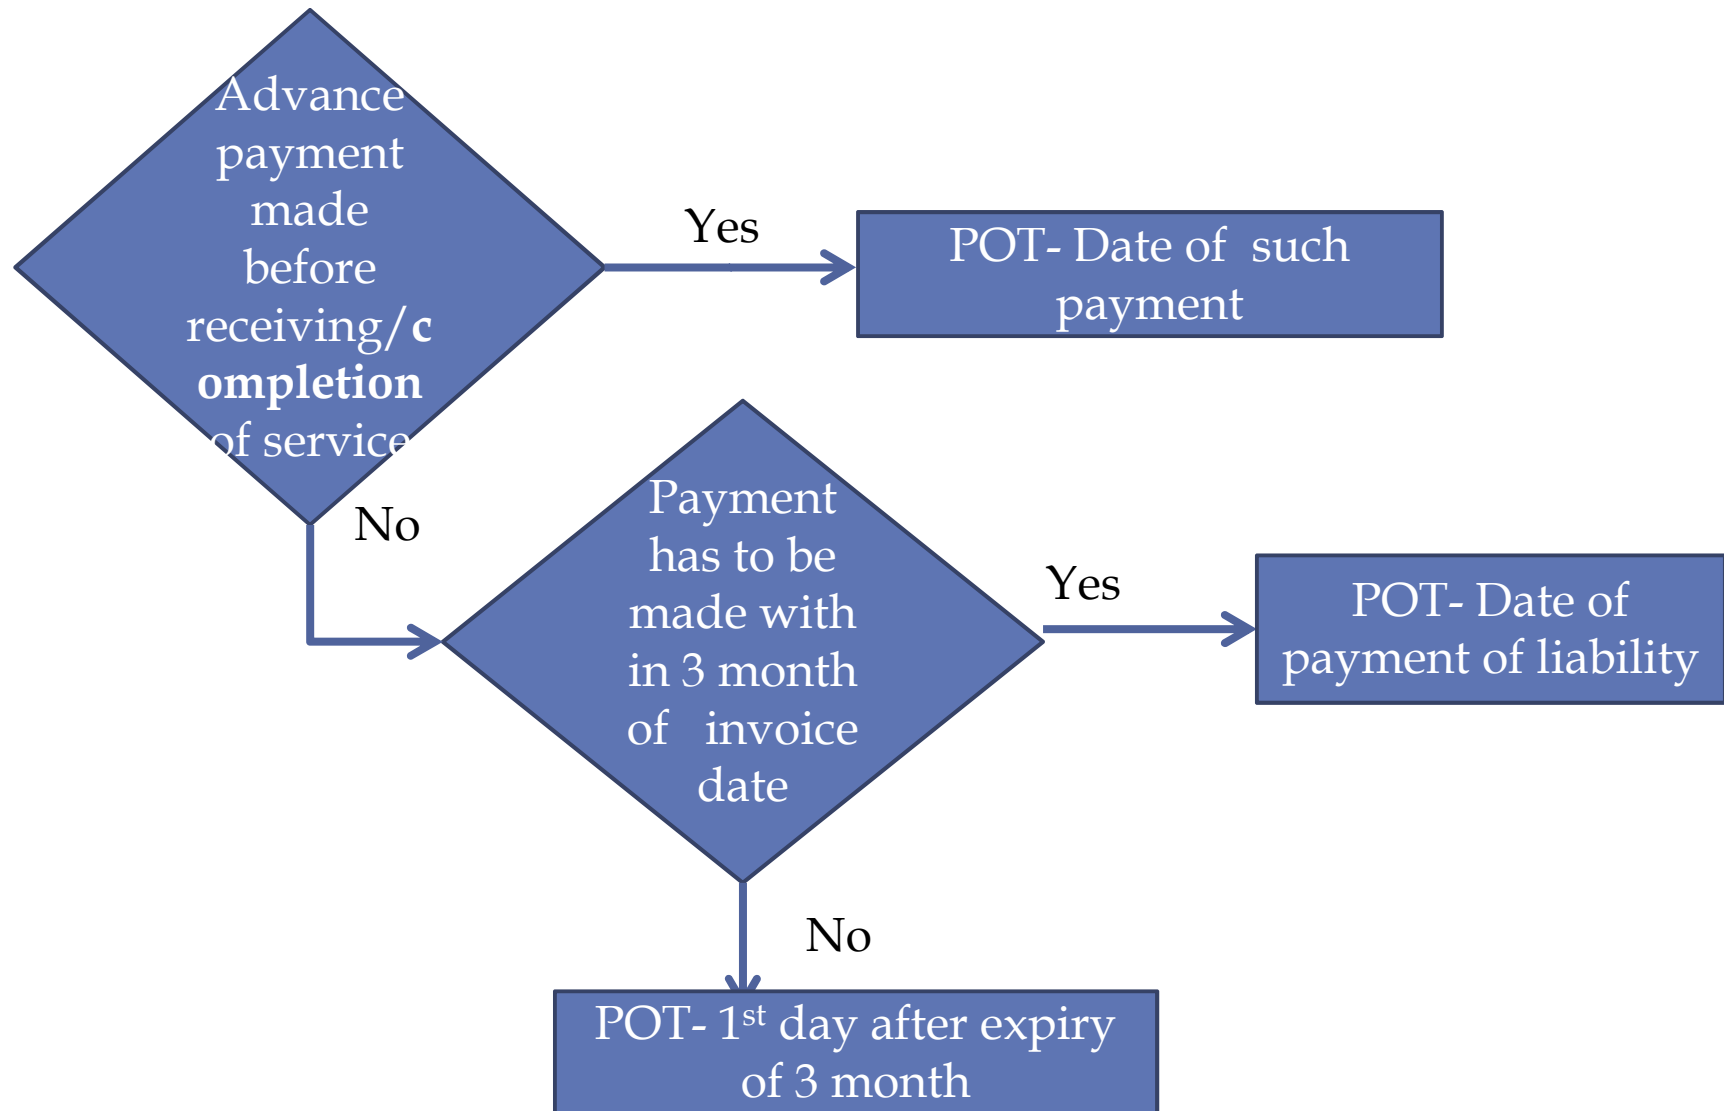 Advance
payment
made
before
receiving/c
ompletion
of service
Yes
POT- Date of such
payment
No
Payment
has to be
made with
in 3 month
of invoice
date
Yes
POT- Date of
payment of liability
No
POT- 1st day after expiry
of 3 month